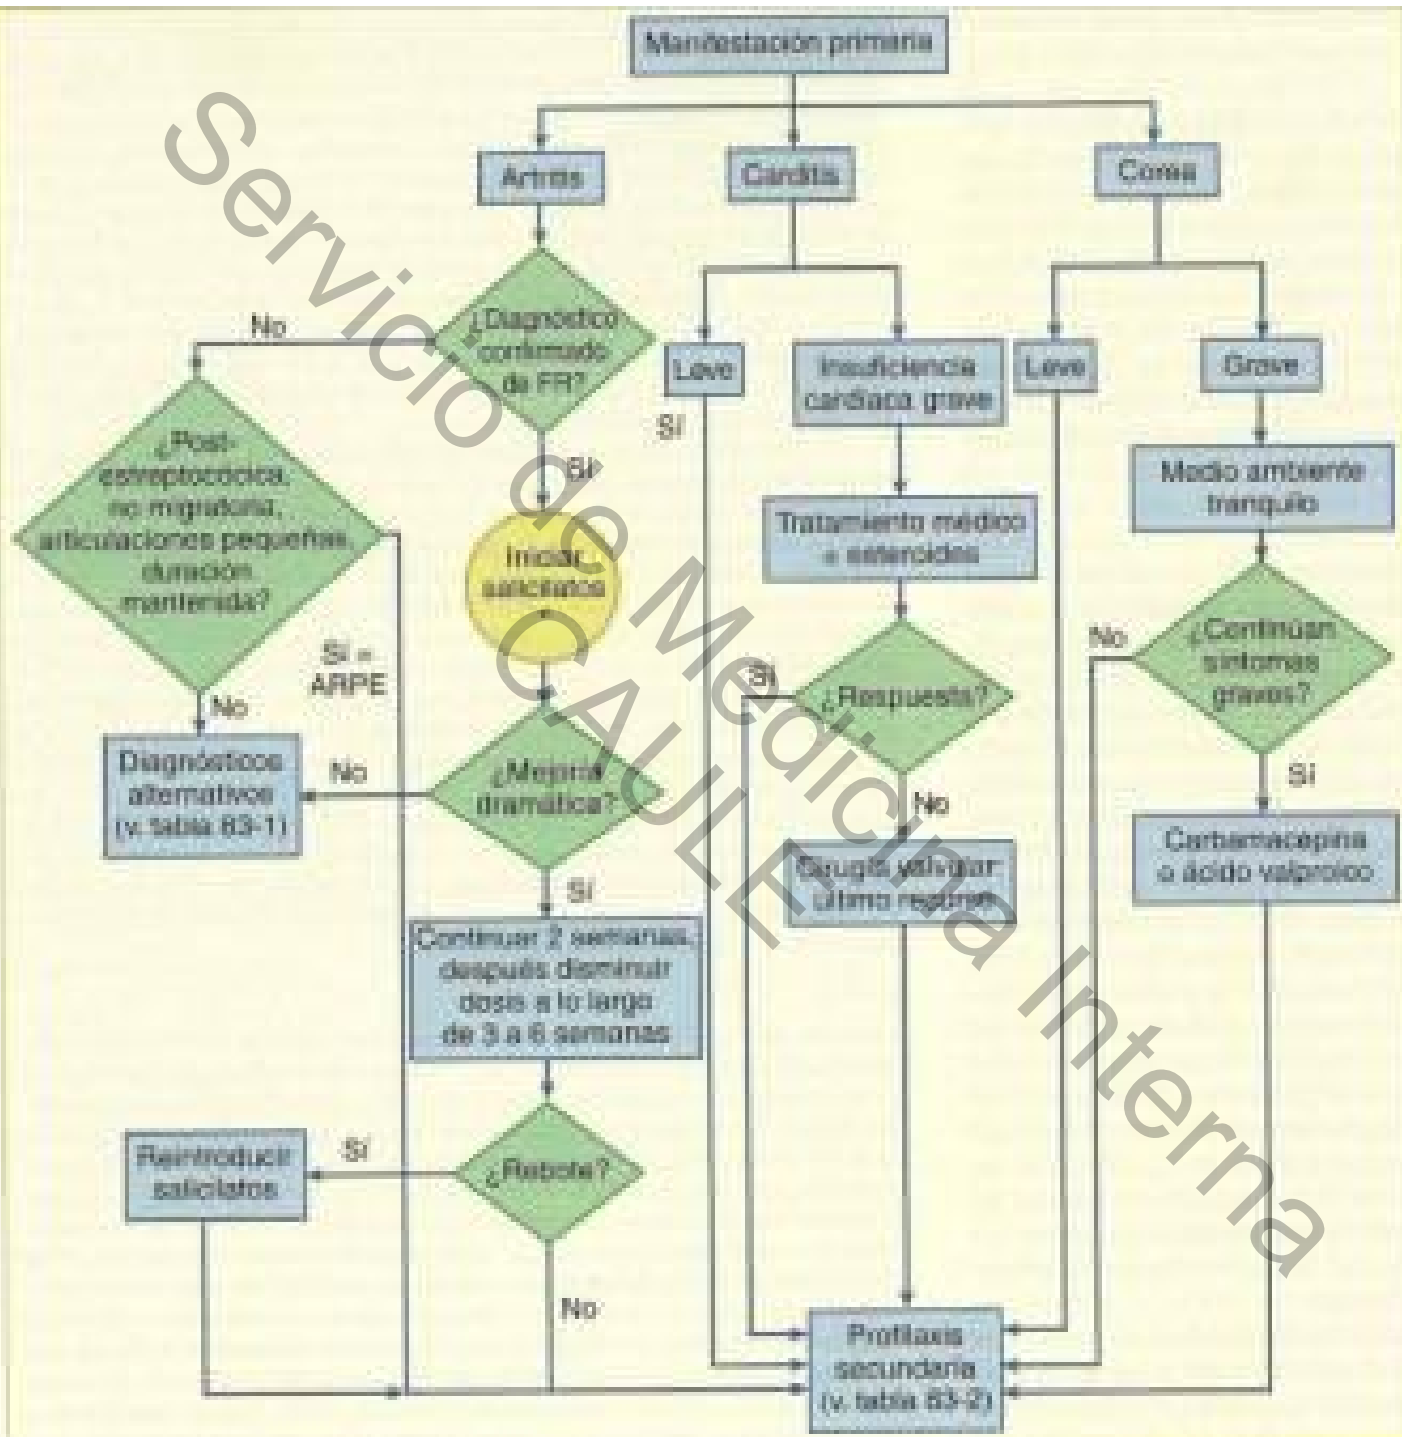 Manifestación primaria
Artritis
Carditis
Corea
¿Diagnóstico
confirmado
de FR?
No
Sí
Leve
Sí
Insuficiencia
cardíaca grave
Leve
Grave
¿Post-
estreptocócica,
no migratoria,
articulaciones pequeñas,
duración
mantenida?
Iniciar
salicilatos
Tratamiento médico
o esteroides
Medio ambiente
tranquilo
Sí =
ARPE
No
¿Respuesta?
Sí
No
¿Continúan
síntomas
graves?
No
Sí
Diagnósticos
alternativos
(v. tabla 83-1)
No
¿Mejoría
dramática?
Sí
Cirugía valvular:
último recurso
Carbamacepina
o ácido valproico
Continuar 2 semanas,
después disminuir
dosis a lo largo
de 3 a 6 semanas
Reintroducir
salicilatos
Sí
¿Rebote?
No
Profilaxis
secundaria
(v. tabla 83-2)
Servicio de Medicina Interna
CAULE